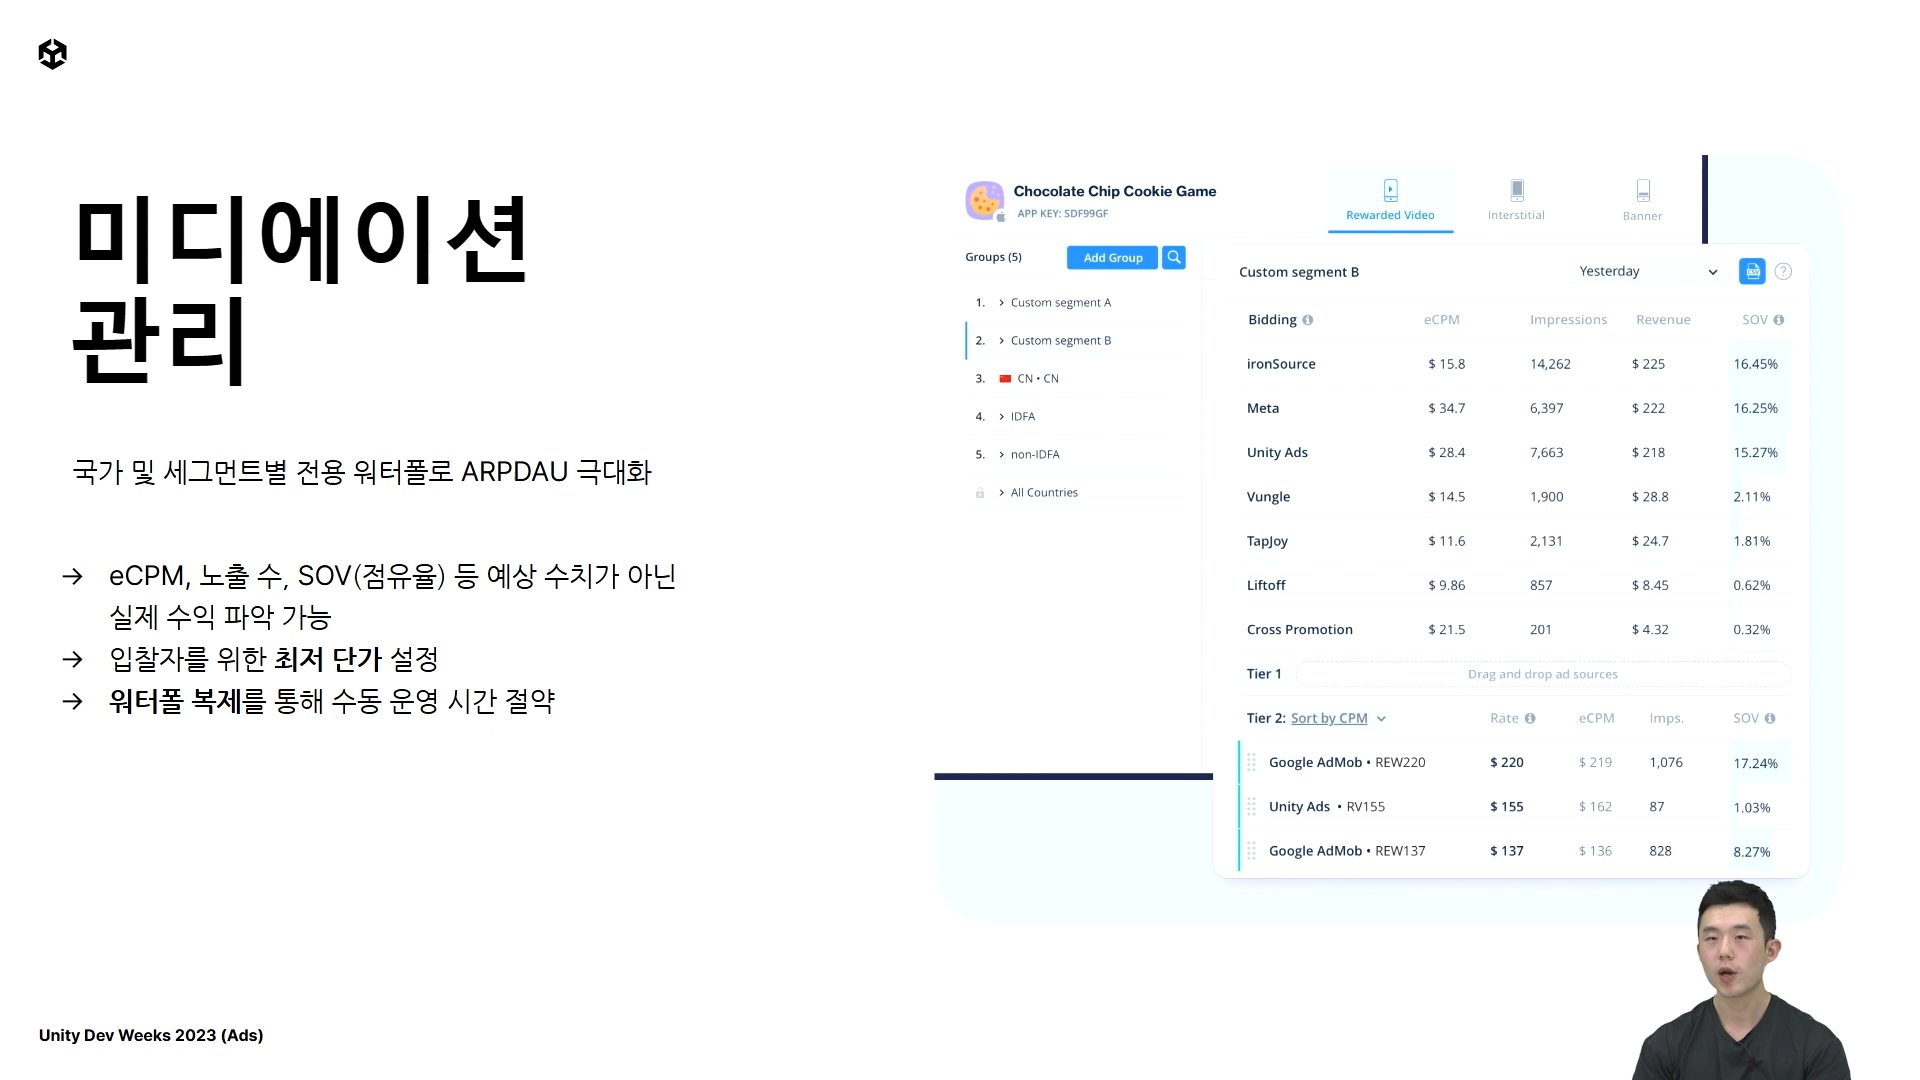 미디에이션
관리
국가 및 세그먼트별 전용 워터폴로 ARPDAU 극대화
→ eCPM, 노출 수, SOV(점유율) 등 예상 수치가 아닌
실제 수익 파악 가능
→ 입찰자를 위한 최저 단가 설정
→ 워터폴 복제를 통해 수동 운영 시간 절약
Unity Dev Weeks 2023 (Ads)
Chocolate Chip Cookie Game
APP KEY: SDF99GF
Rewarded Video Interstitial Banner
Groups (5) Add Group
1. > Custom segment A
2. > Custom segment B
3. CN • CN
4. > IDFA
5. > non-IDFA
> All Countries
Custom segment B Yesterday CSV ?
Bidding eCPM Impressions Revenue SOV
ironSource $ 15.8 14,262 $ 225 16.45%
Meta $ 34.7 6,397 $ 222 16.25%
Unity Ads $ 28.4 7,663 $ 218 15.27%
Vungle $ 14.5 1,900 $ 28.8 2.11%
TapJoy $ 11.6 2,131 $ 24.7 1.81%
Liftoff $ 9.86 857 $ 8.45 0.62%
Cross Promotion $ 21.5 201 $ 4.32 0.32%
Tier 1 Drag and drop ad sources
Tier 2: Sort by CPM Rate eCPM Imps. SOV
Google AdMob • REW220 $ 220 $ 219 1,076 17.24%
Unity Ads • RV155 $ 155 $ 162 87 1.03%
Google AdMob • REW137 $ 137 $ 136 828 8.27%